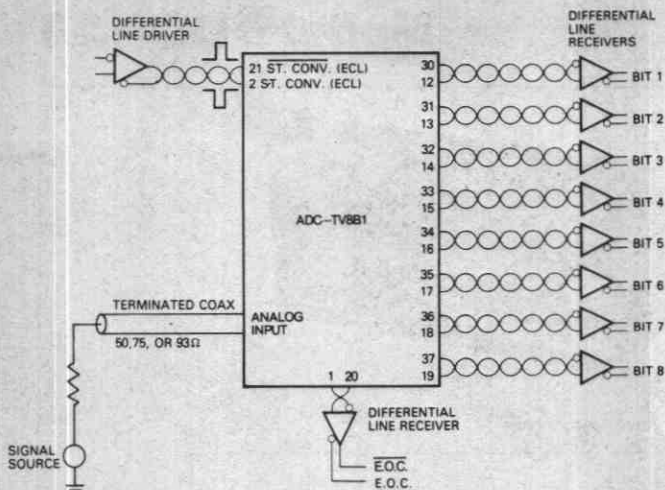 DIFFERENTIAL
LINE DRIVER
DIFFERENTIAL
LINE
RECEIVERS
21 S̅T̅.̅ ̅C̅O̅N̅V̅.̅ (ECL)
2 ST. CONV. (ECL)
30
12
BIT 1
31
13
BIT 2
32
14
BIT 3
33
15
BIT 4
ADC-TV8B1
34
16
BIT 5
35
17
BIT 6
36
18
BIT 7
37
19
BIT 8
TERMINATED COAX
50,75, OR 93Ω
ANALOG
INPUT
1 20
DIFFERENTIAL
LINE RECEIVER
SIGNAL
SOURCE
E̅.̅O̅.̅C̅.̅
E.O.C.